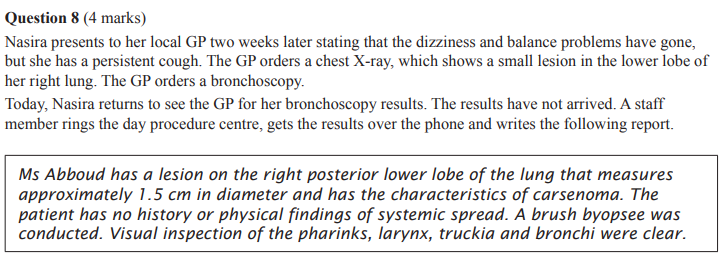 Question 8 (4 marks)
Nasira presents to her local GP two weeks later stating that the dizziness and balance problems have gone,
but she has a persistent cough. The GP orders a chest X-ray, which shows a small lesion in the lower lobe of
her right lung. The GP orders a bronchoscopy.
Today, Nasira returns to see the GP for her bronchoscopy results. The results have not arrived. A staff
member rings the day procedure centre, gets the results over the phone and writes the following report.
Ms Abboud has a lesion on the right posterior lower lobe of the lung that measures
approximately 1.5 cm in diameter and has the characteristics of carsenoma. The
patient has no history or physical findings of systemic spread. A brush byopsee was
conducted. Visual inspection of the pharinks, larynx, truckia and bronchi were clear.